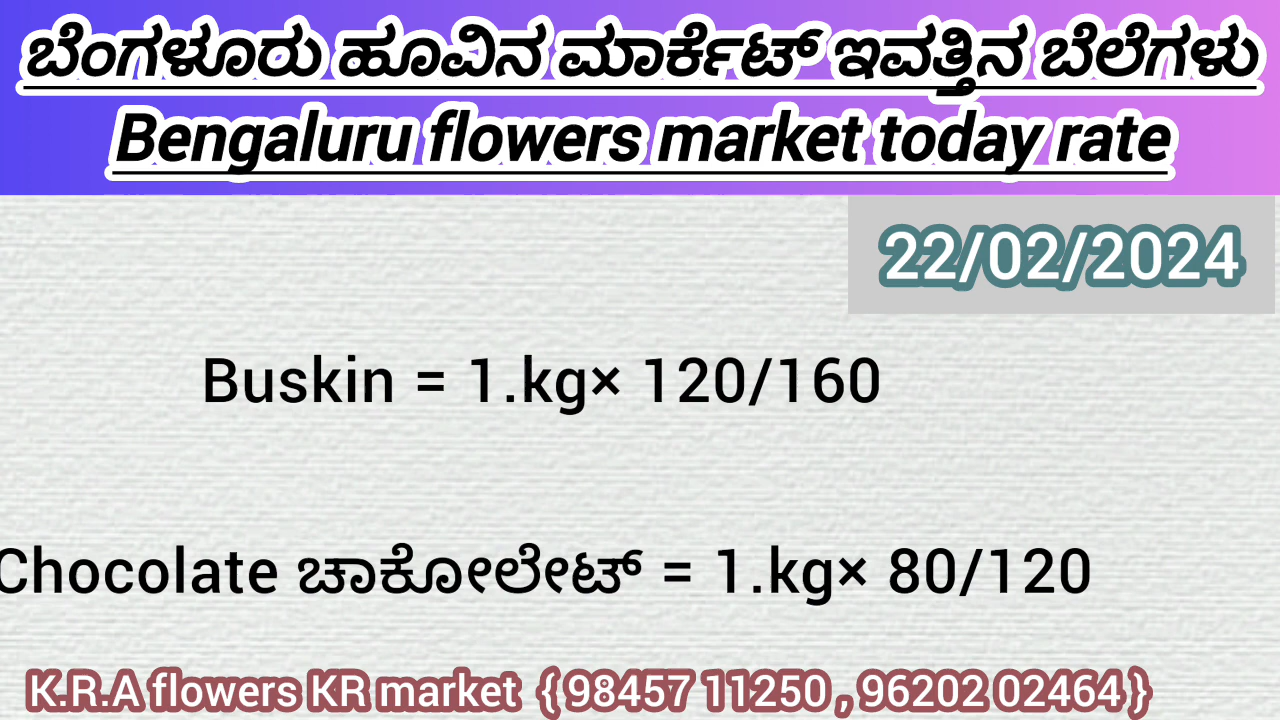 ಬೆಂಗಳೂರು ಹೂವಿನ ಮಾರ್ಕೆಟ್ ಇವತ್ತಿನ ಬೆಲೆಗಳು
Bengaluru flowers market today rate
22/02/2024
Buskin = 1.kg× 120/160
Chocolate ಚಾಕೋಲೇಟ್ = 1.kg× 80/120
K.R.A flowers KR market { 98457 11250 , 96202 02464 }